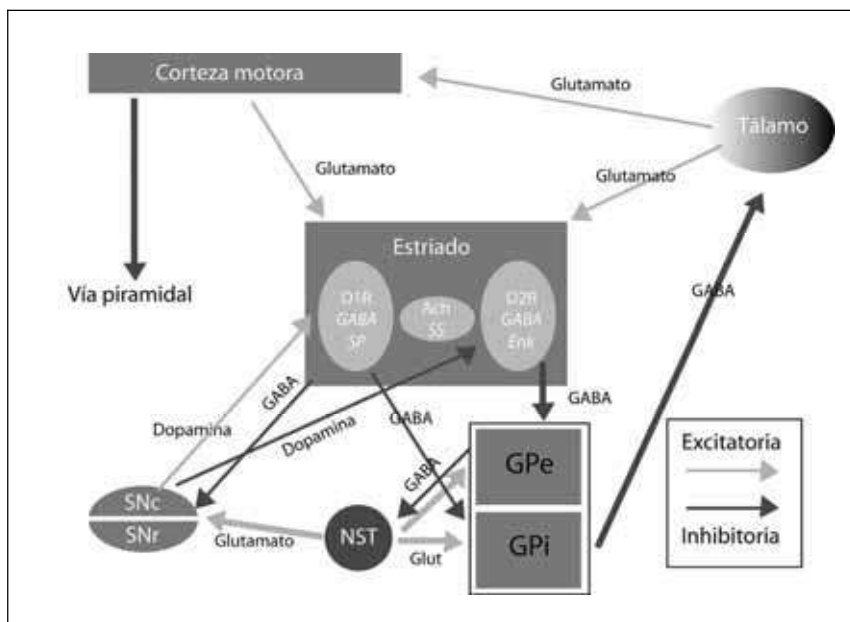 Corteza motora
Glutamato
Tálamo
Glutamato
Glutamato
Estriado
Vía piramidal
GABA
D1R
GABA
SP
Ach
SS
D2R
GABA
Enk
GABA
Dopamina
Dopamina
GABA
GABA
GABA
Excitatoria
Inhibitoria
GPe
GPi
SNc
SNr
Glutamato
NST
Glut